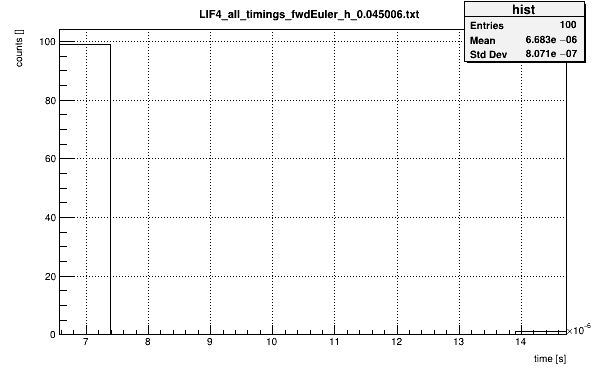 LIF4_all_timings_fwdEuler_h_0.045006.txt
hist
Entries 100
Mean 6.683e −06
Std Dev 8.071e −07
counts []
100
80
60
40
20
0
7 8 9 10 11 12 13 14
×10−6
time [s]